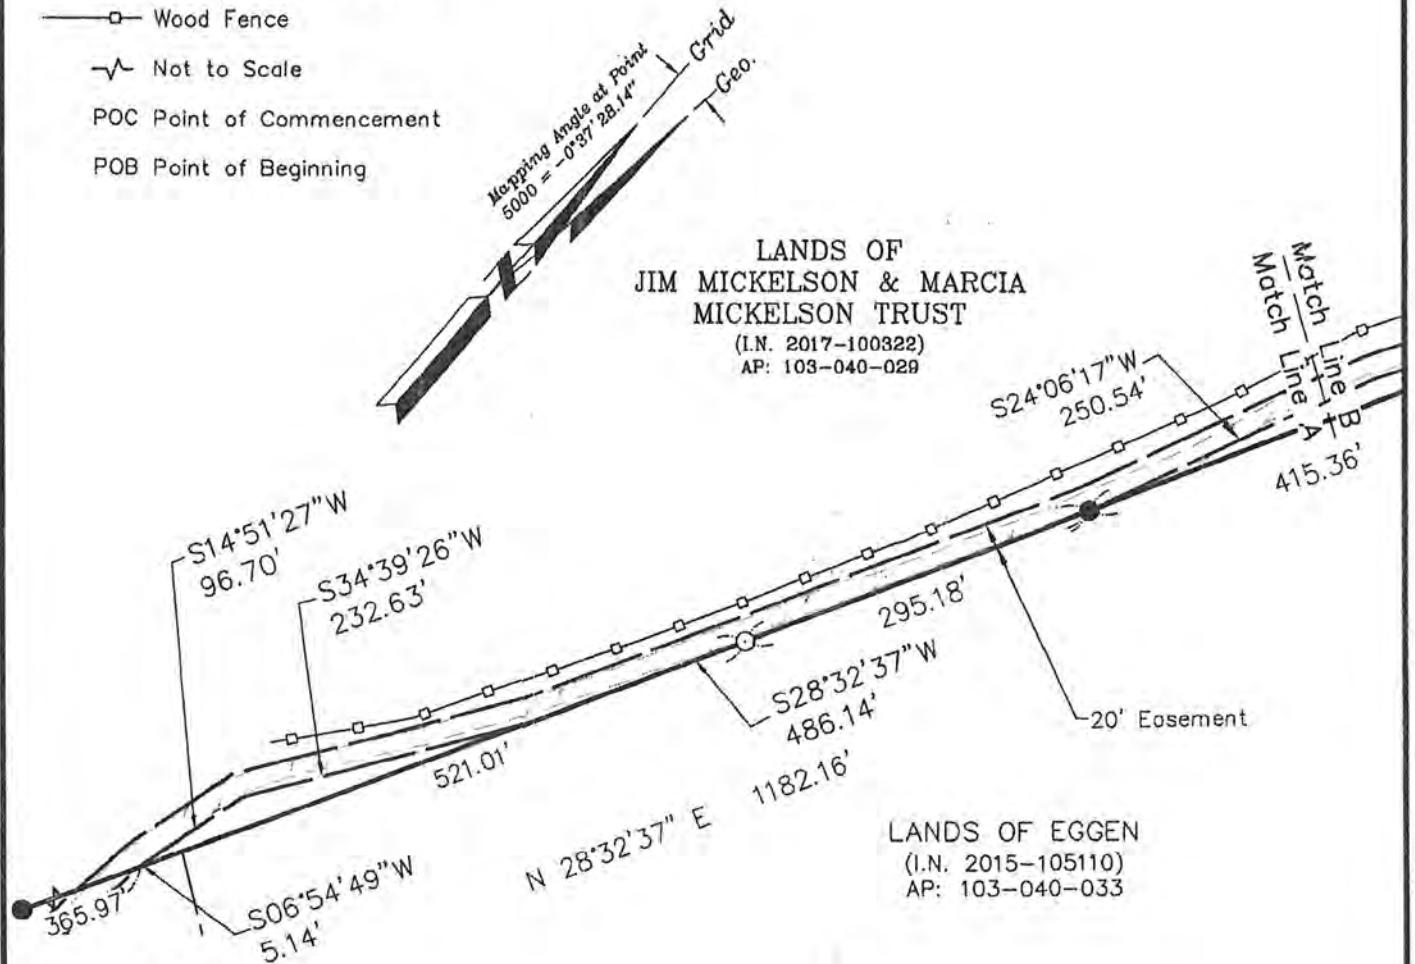 Wood Fence
Not to Scale
POC Point of Commencement
POB Point of Beginning
Mapping Angle at Point
5000 = -0°37'28.14"
Grid
Geo.
LANDS OF
JIM MICKELSON & MARCIA
MICKELSON TRUST
(I.N. 2017-100322)
AP: 103-040-029
Match Line B
Match Line A
S24°06'17"W
250.54'
415.36'
S14°51'27"W
96.70'
S34°39'26"W
232.63'
295.18'
S28°32'37"W
486.14'
20' Easement
521.01'
1182.16'
N 28°32'37" E
LANDS OF EGGEN
(I.N. 2015-105110)
AP: 103-040-033
365.97'
S06°54'49"W
5.14'